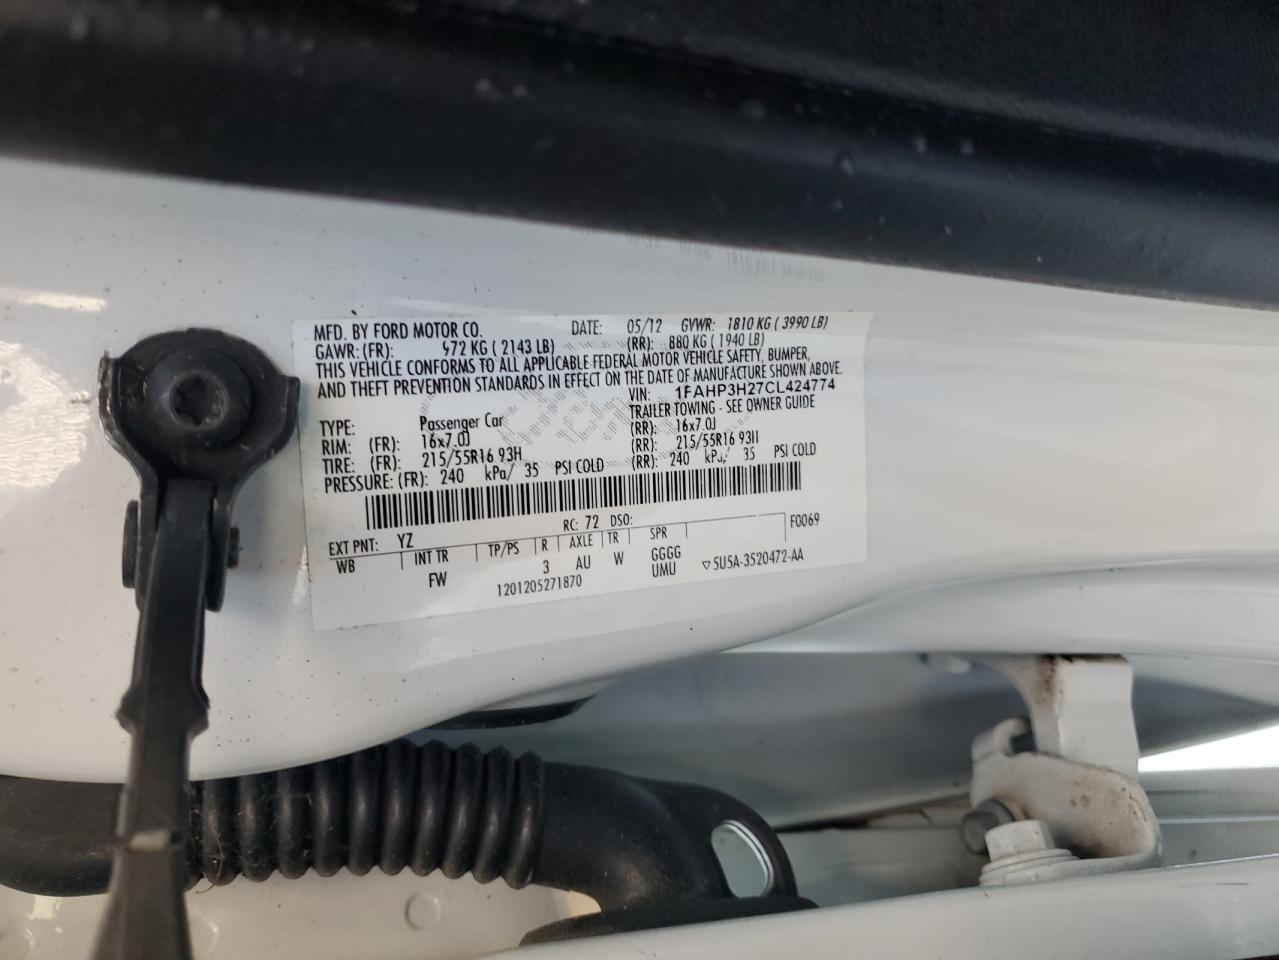 MFD. BY FORD MOTOR CO. DATE: 05/12 GVWR: 1810 KG ( 3990 LB)
GAWR: (FR): 972 KG ( 2143 LB) (RR): 880 KG ( 1940 LB)
THIS VEHICLE CONFORMS TO ALL APPLICABLE FEDERAL MOTOR VEHICLE SAFETY, BUMPER,
AND THEFT PREVENTION STANDARDS IN EFFECT ON THE DATE OF MANUFACTURE SHOWN ABOVE.
VIN: 1FAHP3H27CL424774
TYPE: Passenger Car TRAILER TOWING - SEE OWNER GUIDE
RIM: (FR): 16x7.0J (RR): 16x7.0J
TIRE: (FR): 215/55R16 93H (RR): 215/55R16 93H
PRESSURE: (FR): 240 kPa/ 35 PSI COLD (RR): 240 kPa/ 35 PSI COLD
EXT PNT: YZ RC: 72 DSO: F0069
WB INT TR TP/PS R AXLE TR SPR
FW 3 AU W GGGG 5U5A-3520472-AA
1201205271870 UMU